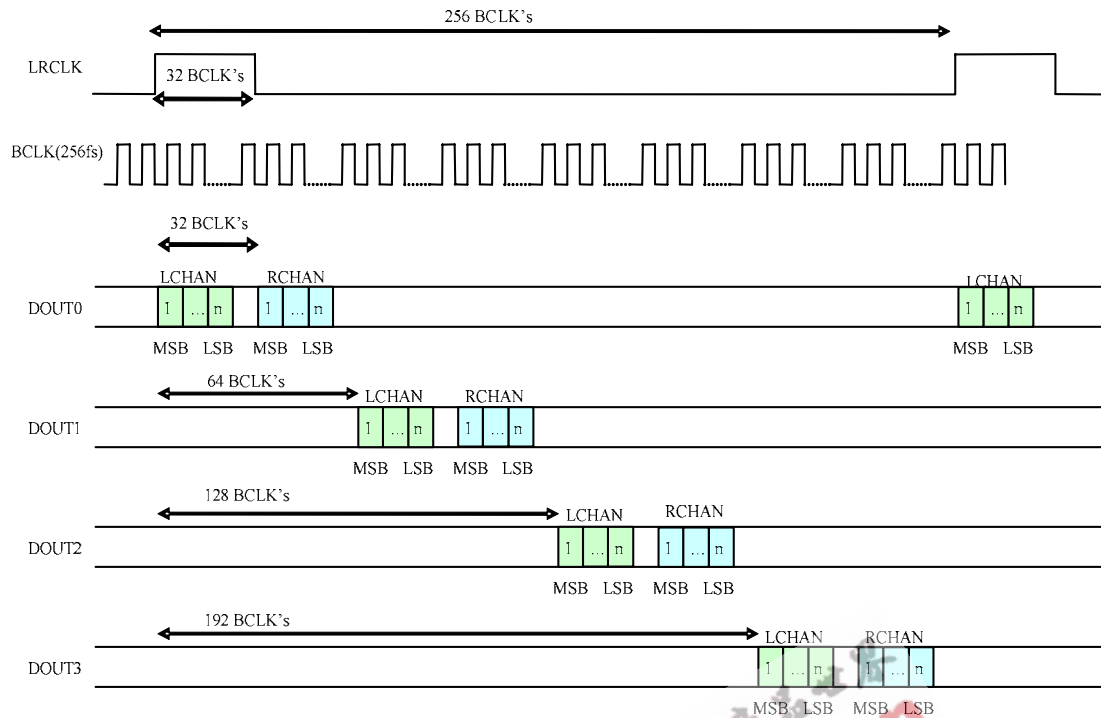 256 BCLK's
LRCLK
32 BCLK's
BCLK(256fs)
32 BCLK's
LCHAN RCHAN LCHAN
DOUT0 1 ... n 1 ... n 1 ... n
MSB LSB MSB LSB MSB LSB
64 BCLK's
LCHAN RCHAN
DOUT1 1 ... n 1 ... n
MSB LSB MSB LSB
128 BCLK's
LCHAN RCHAN
DOUT2 1 ... n 1 ... n
MSB LSB MSB LSB
192 BCLK's
LCHAN RCHAN
DOUT3 1 ... n 1 ... n
MSB LSB MSB LSB